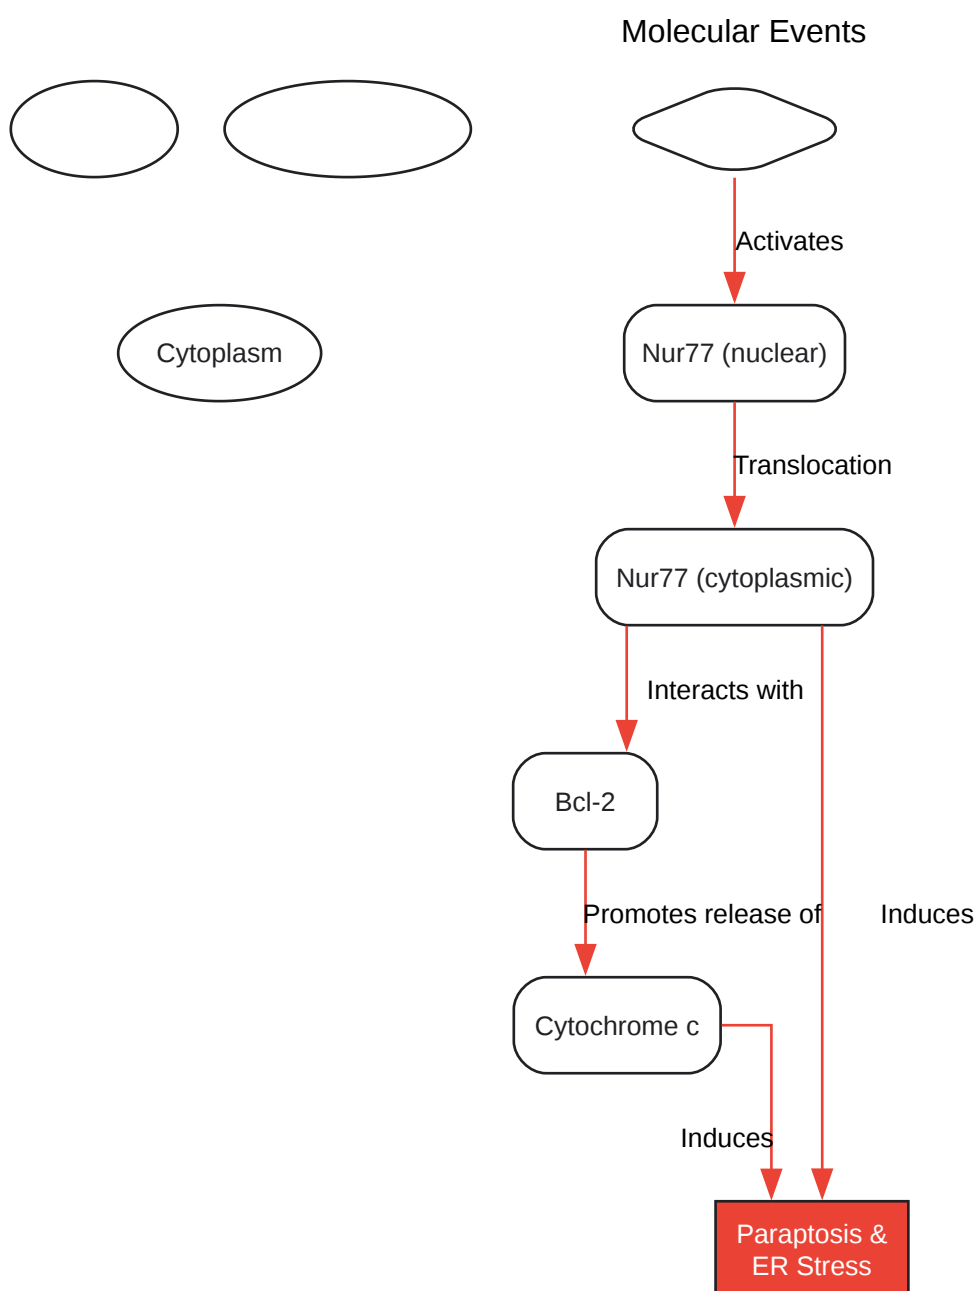 Molecular Events
Activates
Cytoplasm
Nur77 (nuclear)
Translocation
Nur77 (cytoplasmic)
Interacts with
Bcl-2
Promotes release of
Induces
Cytochrome c
Induces
Paraptosis &
ER Stress